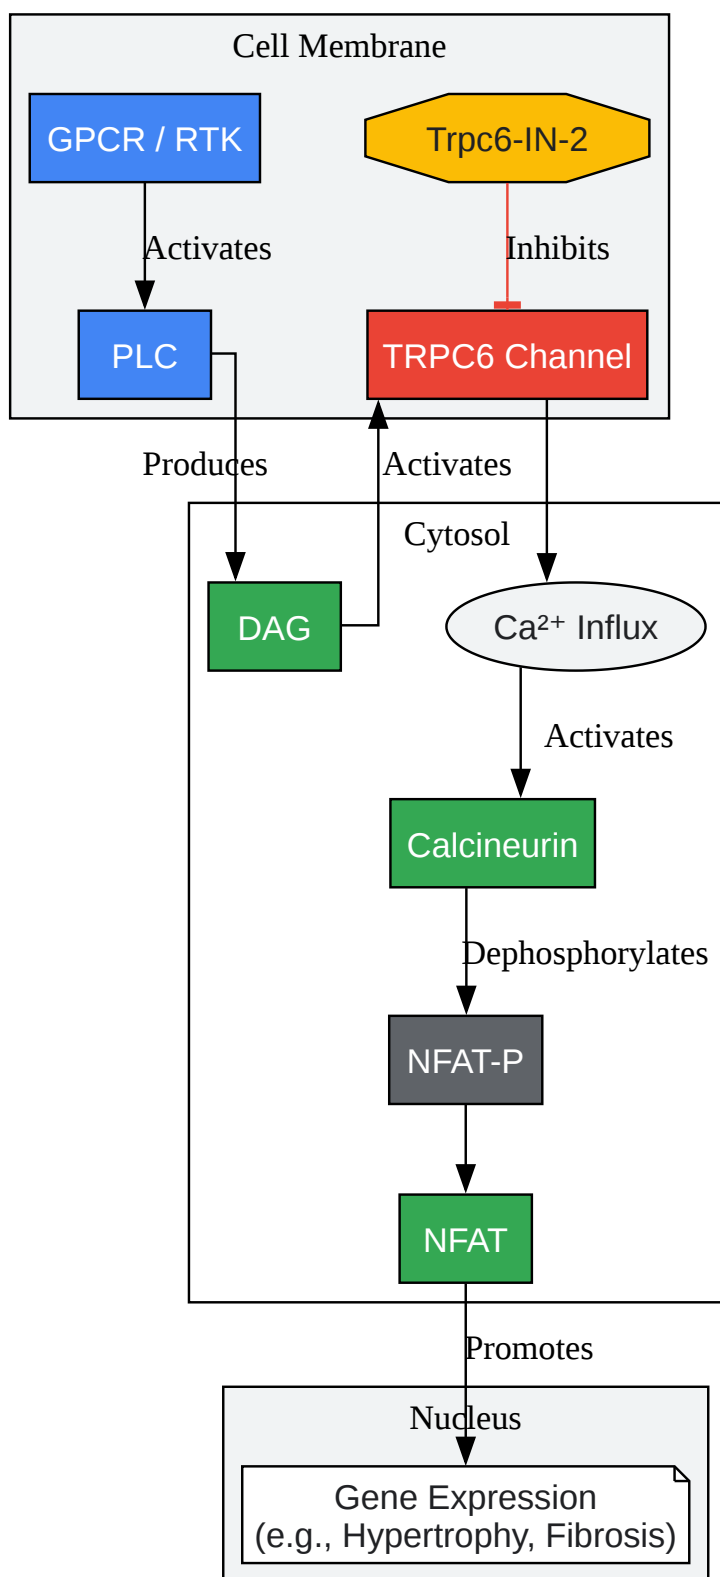 Cell Membrane
GPCR / RTK
Trpc6-IN-2
Activates
Inhibits
PLC
TRPC6 Channel
Produces
Activates
Cytosol
DAG
Ca²⁺ Influx
Activates
Calcineurin
Dephosphorylates
NFAT-P
NFAT
Promotes
Nucleus
Gene Expression
(e.g., Hypertrophy, Fibrosis)